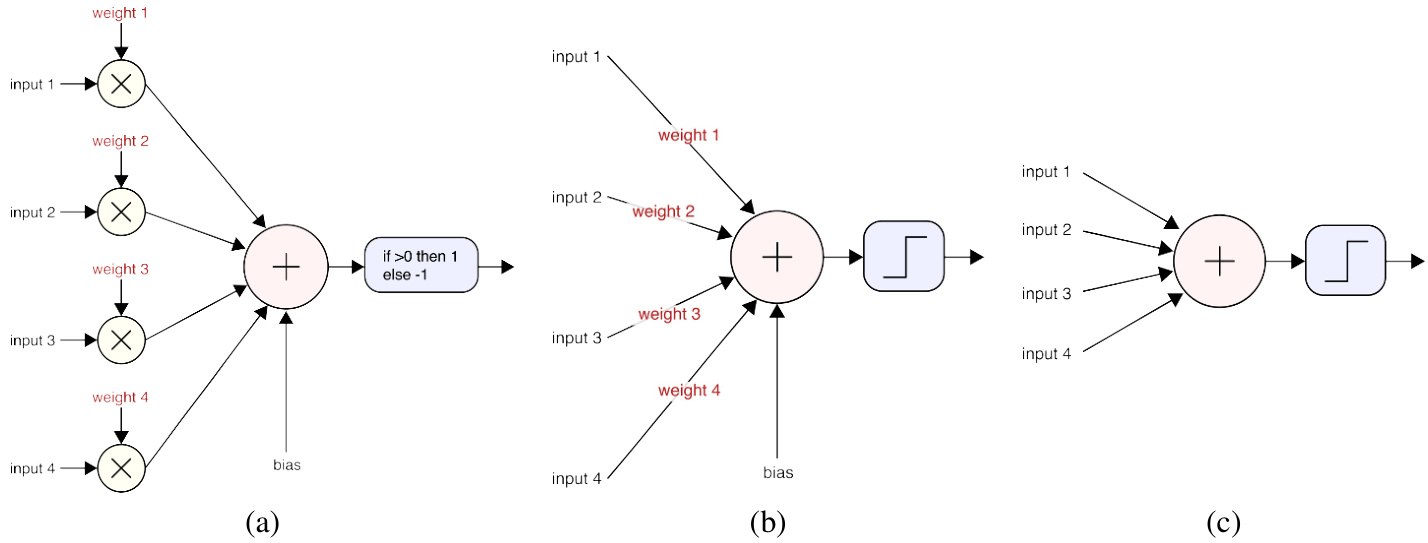 weight 1
input 1
weight 2
input 2
weight 3
input 3
weight 4
input 4
bias
if >0 then 1
else -1
(a)
input 1
weight 1
input 2
weight 2
input 3
weight 3
weight 4
input 4
bias
(b)
input 1
input 2
input 3
input 4
(c)